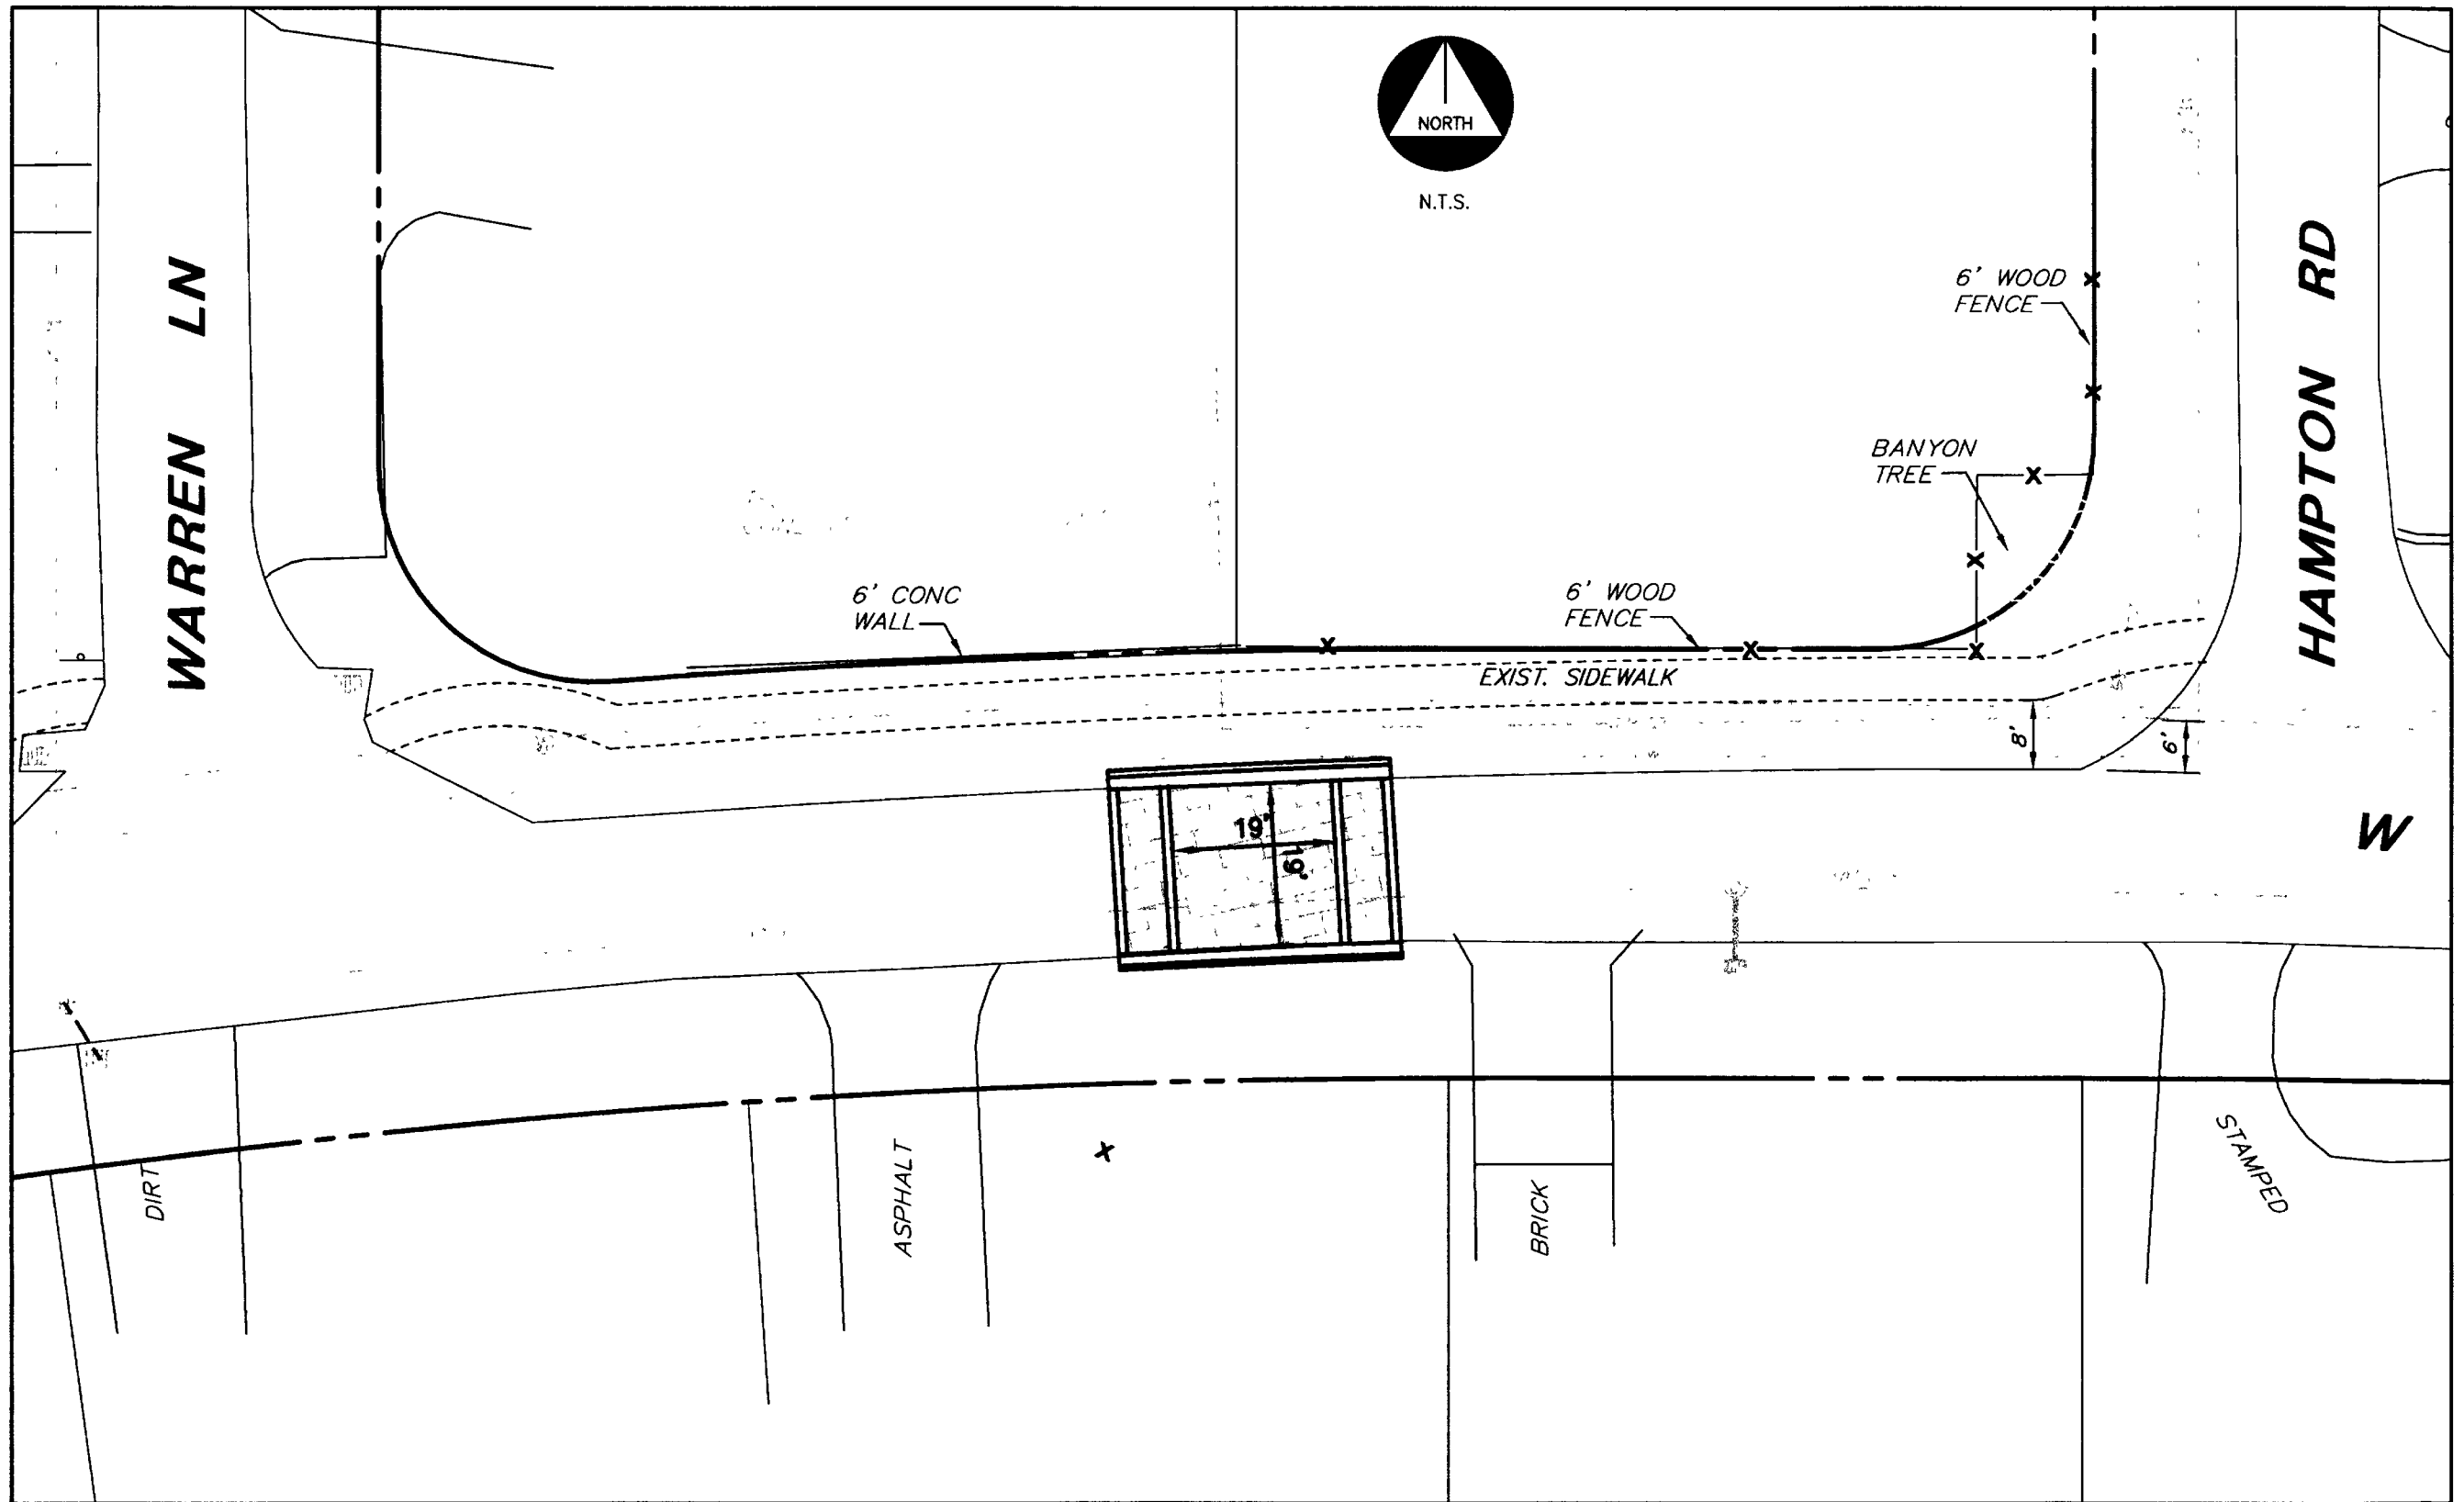 NORTH
N.T.S.
WARREN LN
HAMPTON RD
6' WOOD
FENCE
BANYON
TREE
6' CONC
WALL
6' WOOD
FENCE
EXIST. SIDEWALK
8'
6'
W
19'
19'
DIRT
ASPHALT
BRICK
STAMPED